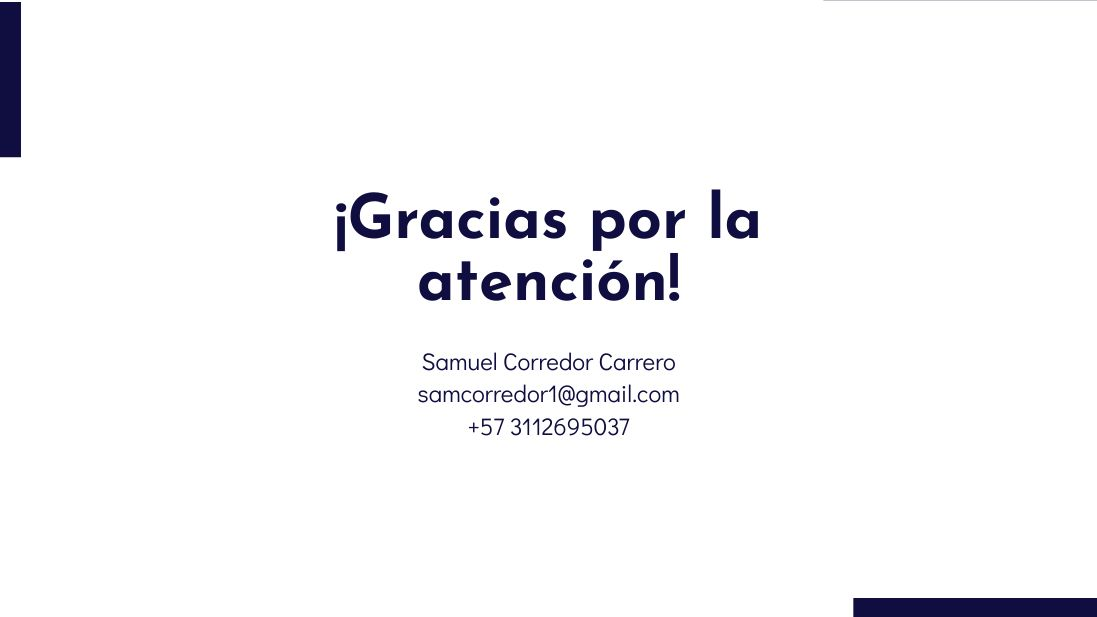 ¡Gracias por la
atención!
Samuel Corredor Carrero
samcorredor1@gmail.com
+57 3112695037